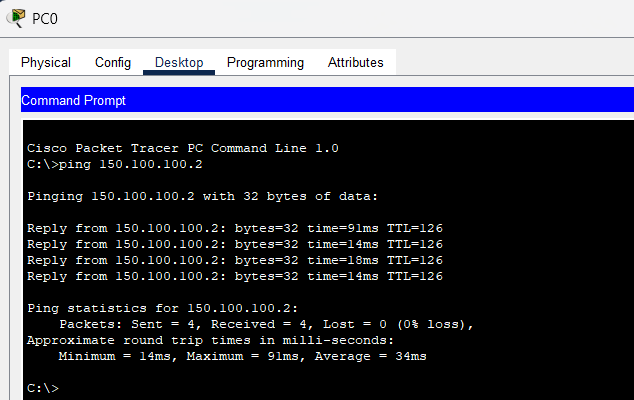 PC0
Physical Config Desktop Programming Attributes
Command Prompt
Cisco Packet Tracer PC Command Line 1.0
C:\>ping 150.100.100.2
Pinging 150.100.100.2 with 32 bytes of data:
Reply from 150.100.100.2: bytes=32 time=91ms TTL=126
Reply from 150.100.100.2: bytes=32 time=14ms TTL=126
Reply from 150.100.100.2: bytes=32 time=18ms TTL=126
Reply from 150.100.100.2: bytes=32 time=14ms TTL=126
Ping statistics for 150.100.100.2:
Packets: Sent = 4, Received = 4, Lost = 0 (0% loss),
Approximate round trip times in milli-seconds:
Minimum = 14ms, Maximum = 91ms, Average = 34ms
C:\>